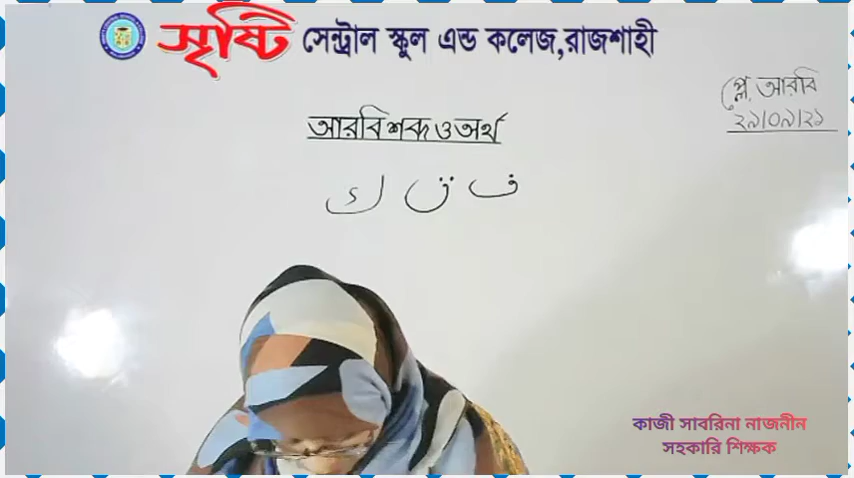 সৃষ্টি সেন্ট্রাল স্কুল এন্ড কলেজ,রাজশাহী
প্লে, আরবি
২৯/০৯/২১
আরবি শব্দ ও অর্থ
ف ق ك
কাজী সাবরিনা নাজনীন
সহকারি শিক্ষক